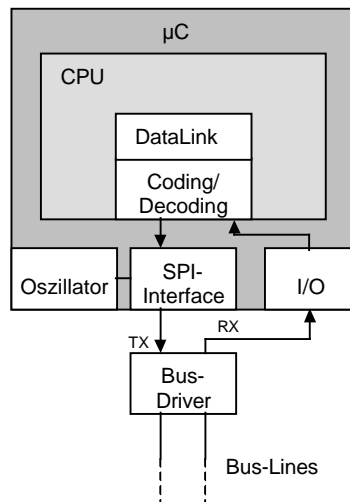 µC
CPU
DataLink
Coding/
Decoding
Oszillator
SPI-
Interface
I/O
TX
RX
Bus-
Driver
Bus-Lines